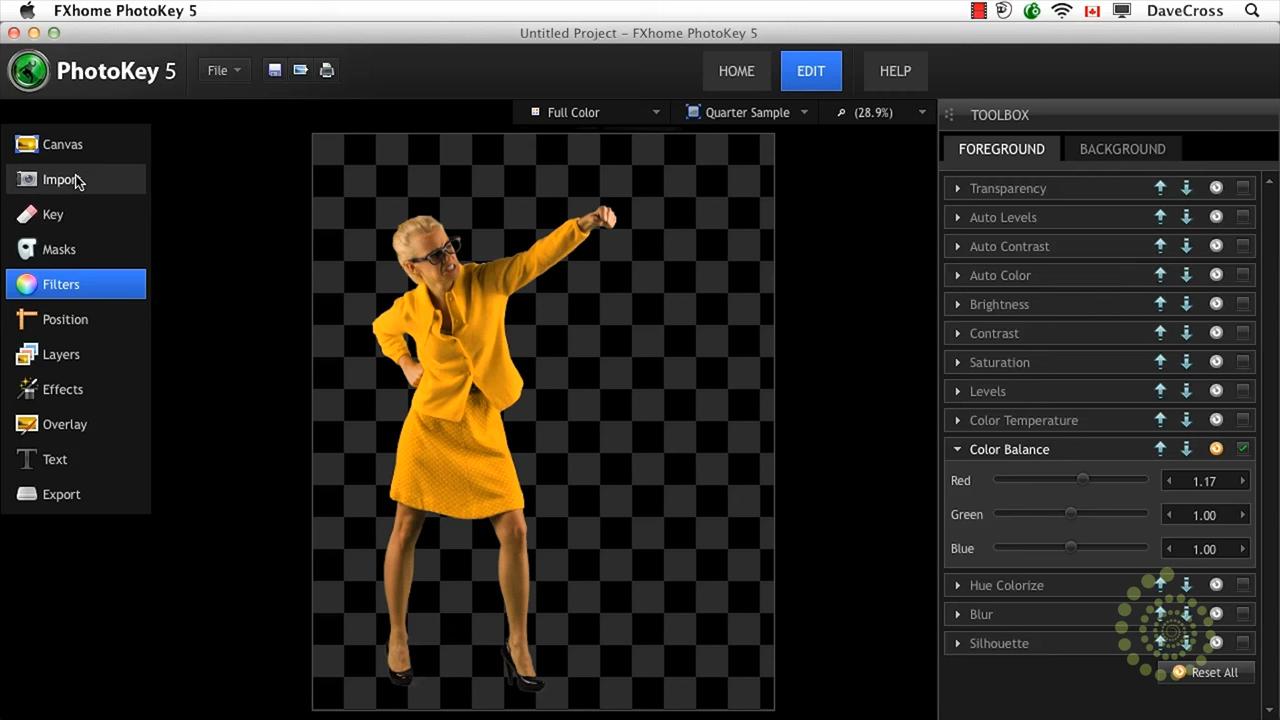 FXhome PhotoKey 5
DaveCross
Untitled Project – FXhome PhotoKey 5
PhotoKey 5
File
HOME
EDIT
HELP
Full Color
Quarter Sample
(28.9%)
TOOLBOX
FOREGROUND
BACKGROUND
Canvas
Import
Key
Masks
Filters
Position
Layers
Effects
Overlay
Text
Export
Transparency
Auto Levels
Auto Contrast
Auto Color
Brightness
Contrast
Saturation
Levels
Color Temperature
Color Balance
Red 1.17
Green 1.00
Blue 1.00
Hue Colorize
Blur
Silhouette
Reset All